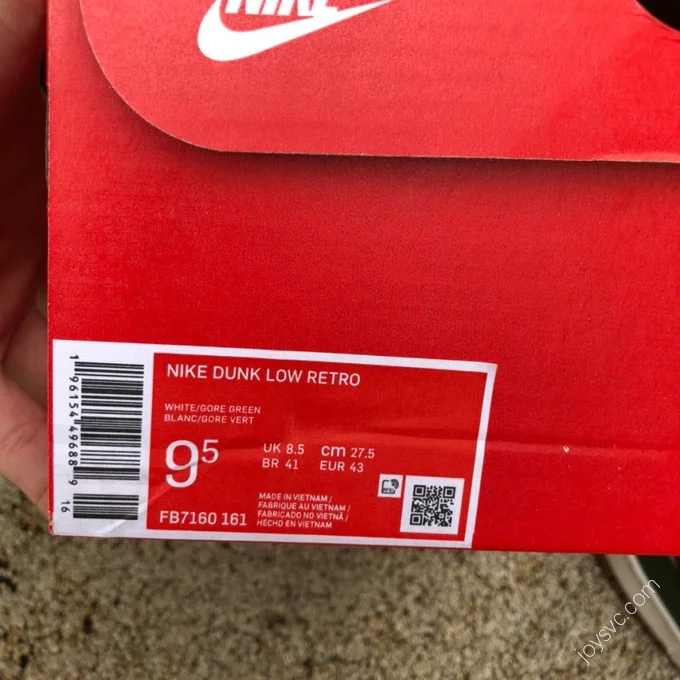 NIKE
NIKE DUNK LOW RETRO
WHITE/GORE GREEN
BLANC/GORE VERT
95
UK 8.5 cm 27.5
BR 41 EUR 43
MADE IN VIETNAM /
FABRIQUE AU VIETNAM /
FABRICADO NO VIETNÃ /
HECHO EN VIETNAM
FB7160 161
1 96154 49688 9
16
joysvc.com